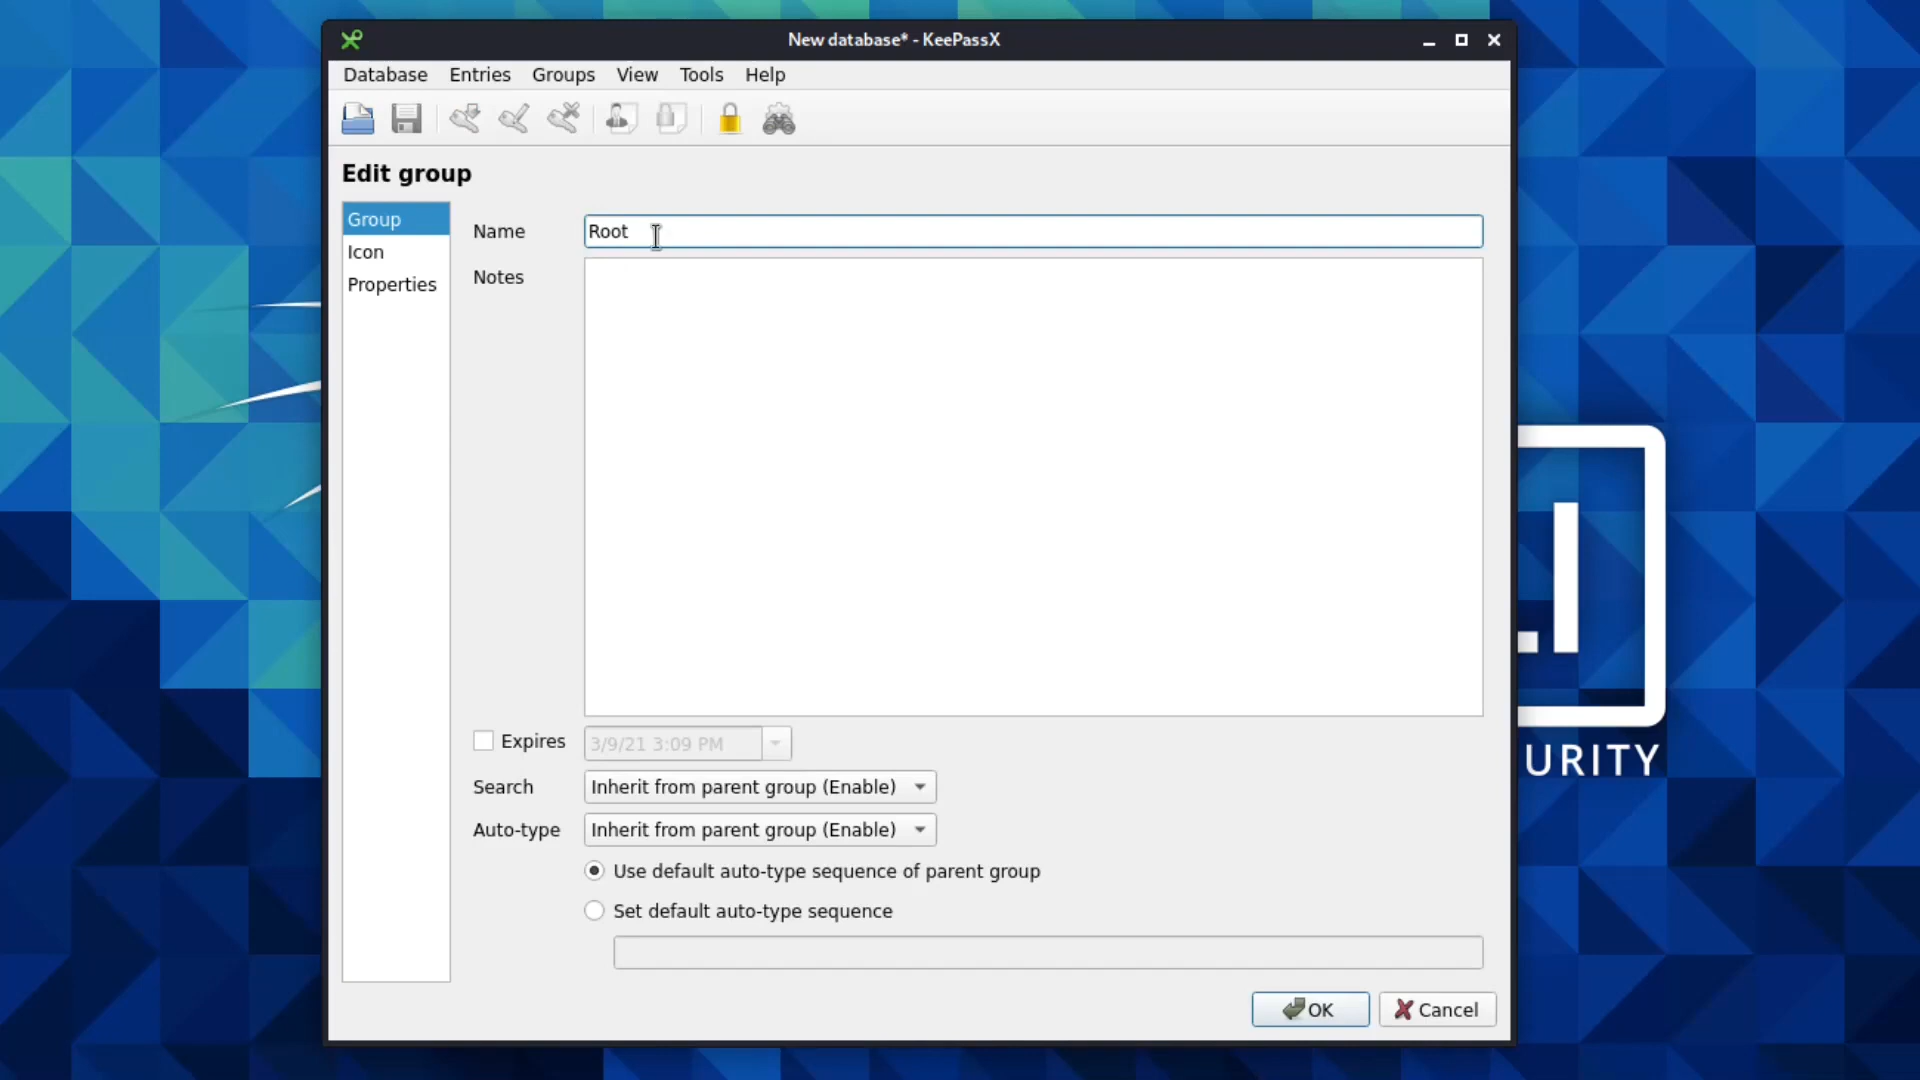 New database* - KeePassX
Database Entries Groups View Tools Help
Edit group
Group
Icon
Properties
Name Root
Notes
Expires 3/9/21 3:09 PM
Search Inherit from parent group (Enable)
Auto-type Inherit from parent group (Enable)
Use default auto-type sequence of parent group
Set default auto-type sequence
OK Cancel
LI
URITY